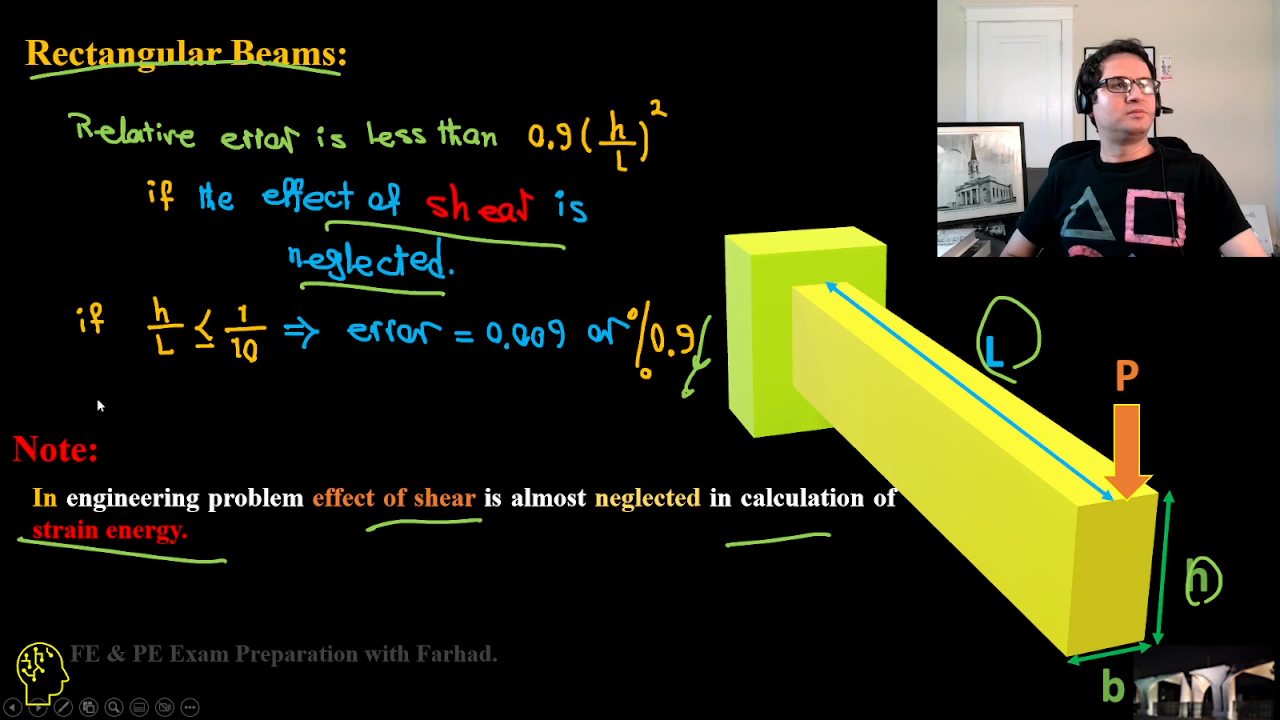 Rectangular Beams:
Relative error is less than 0.9 (h/L)²
if the effect of shear is
neglected.
if h/L ≤ 1/10 ⇒ error = 0.009 or %0.9
L
P
Note:
In engineering problem effect of shear is almost neglected in calculation of
strain energy.
h
FE & PE Exam Preparation with Farhad.
b